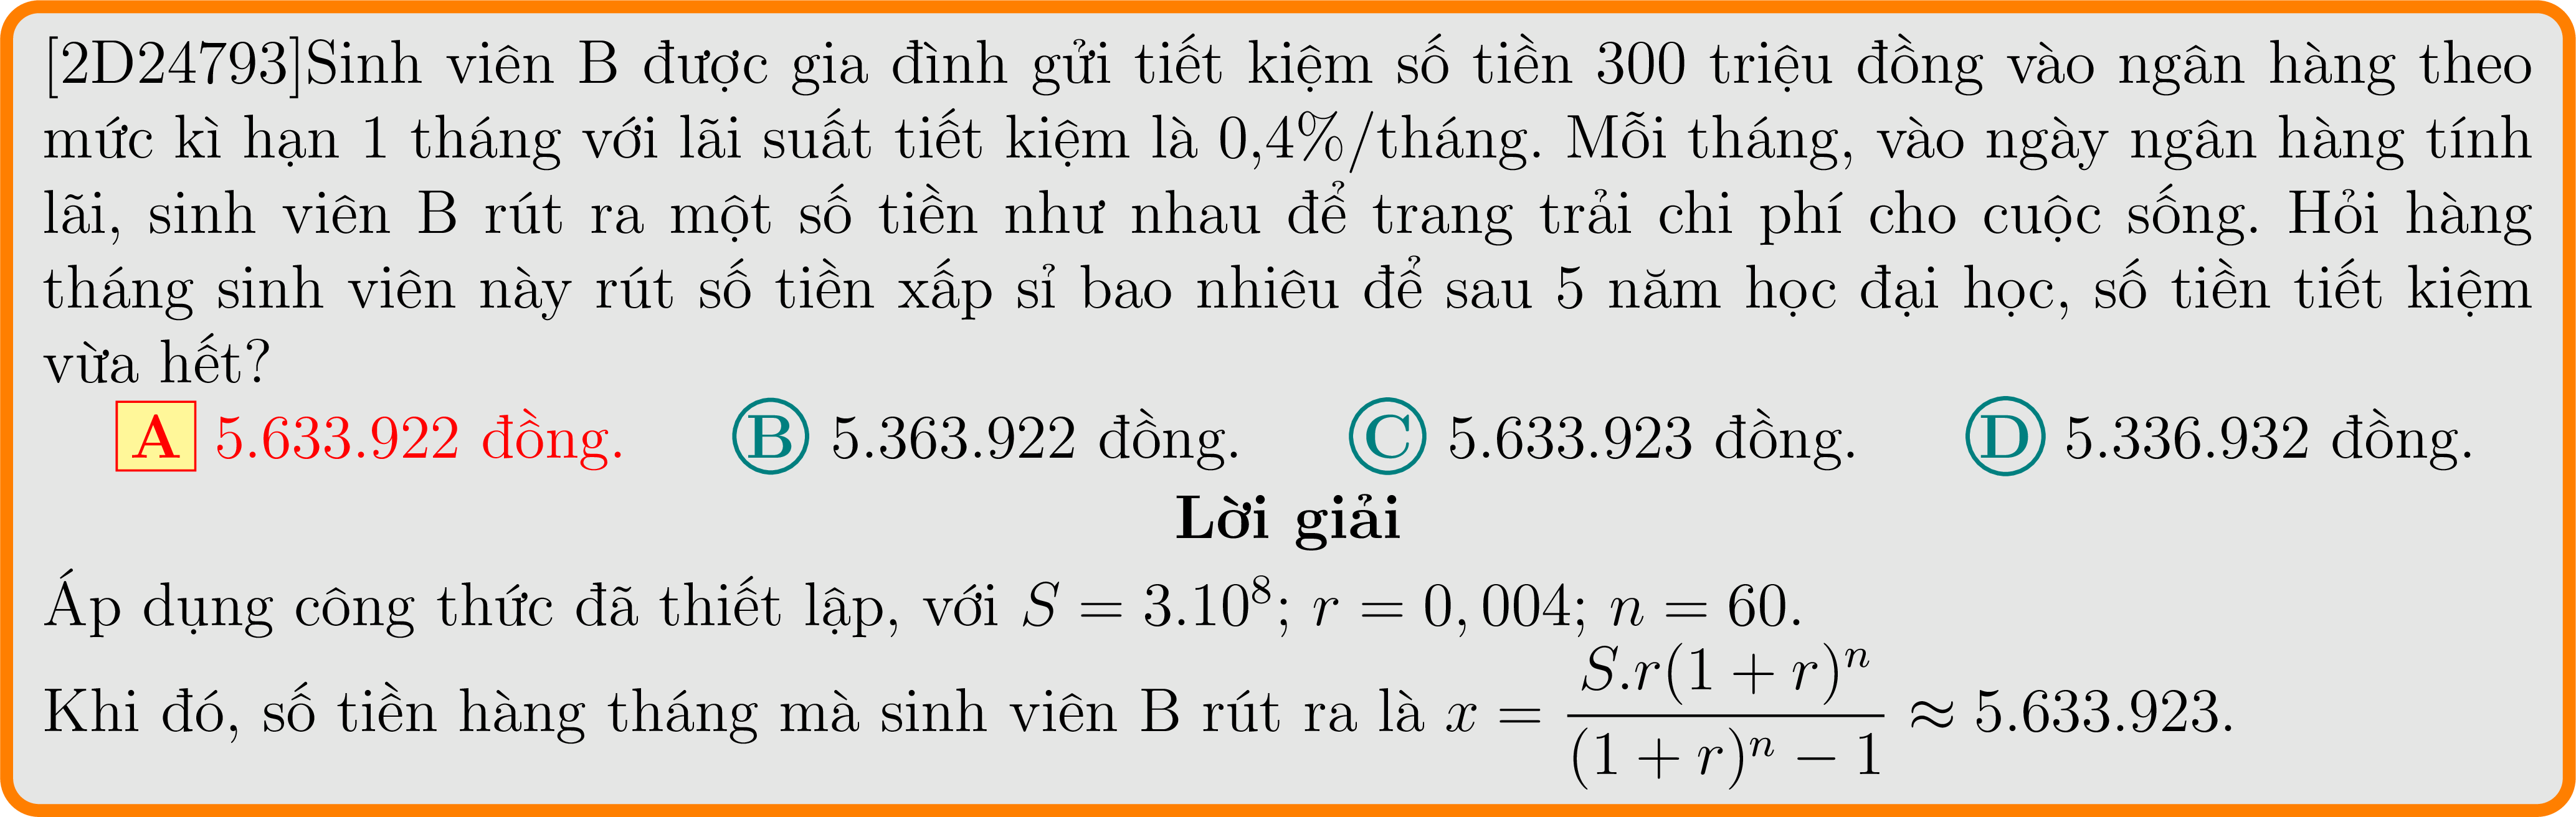 [2D24793]Sinh viên B được gia đình gửi tiết kiệm số tiền 300 triệu đồng vào ngân hàng theo
mức kì hạn 1 tháng với lãi suất tiết kiệm là 0,4%/tháng. Mỗi tháng, vào ngày ngân hàng tính
lãi, sinh viên B rút ra một số tiền như nhau để trang trải chi phí cho cuộc sống. Hỏi hàng
tháng sinh viên này rút số tiền xấp sỉ bao nhiêu để sau 5 năm học đại học, số tiền tiết kiệm
vừa hết?
A 5.633.922 đồng. B 5.363.922 đồng. C 5.633.923 đồng. D 5.336.932 đồng.
Lời giải
Áp dụng công thức đã thiết lập, với $S = 3.10^8$; $r = 0,004$; $n = 60$.
Khi đó, số tiền hàng tháng mà sinh viên B rút ra là $x = \frac{S.r(1+r)^n}{(1+r)^n - 1} \approx 5.633.923$.